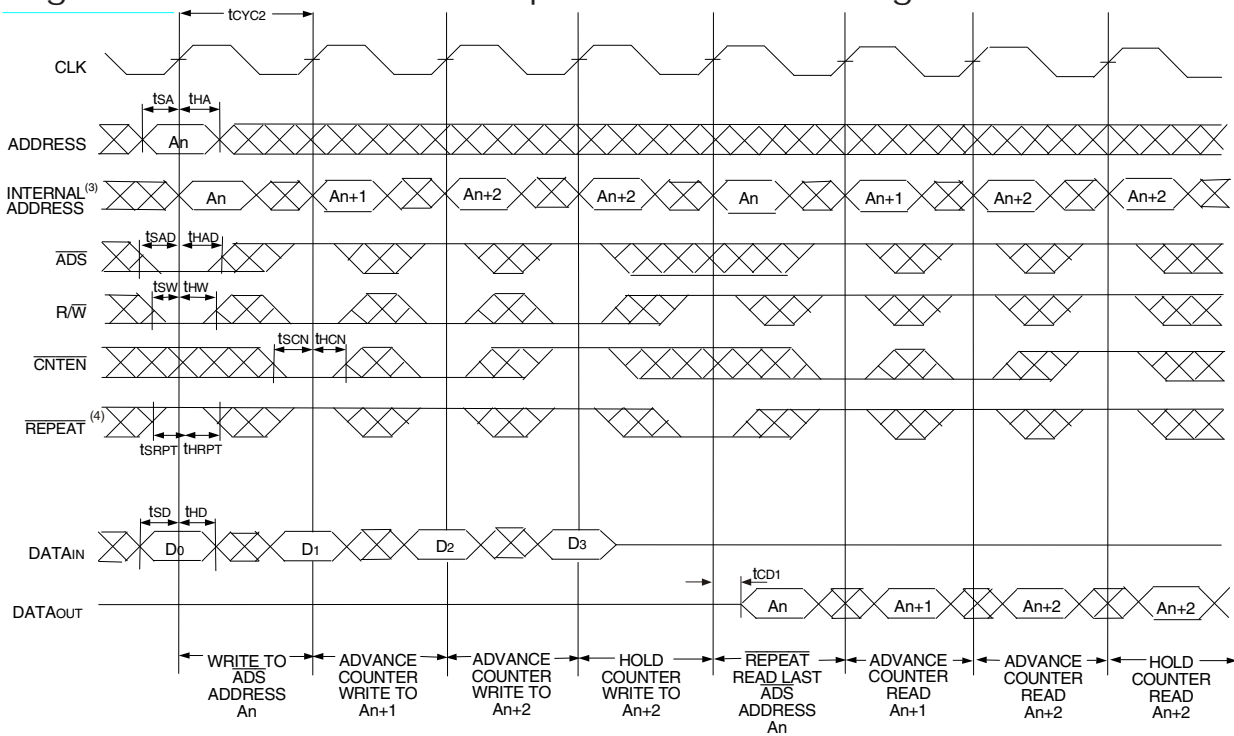 tCYC2
CLK
tSA tHA
ADDRESS An
INTERNAL(3) ADDRESS An An+1 An+2 An+2 An An+1 An+2 An+2
tSAD tHAD
ADS
tSW tHW
R/W
tSCN tHCN
CNTEN
REPEAT (4)
tSRPT tHRPT
tSD tHD
DATAIN D0 D1 D2 D3
tCD1
DATAOUT An An+1 An+2 An+2
WRITE TO
ADS
ADDRESS
An
ADVANCE
COUNTER
WRITE TO
An+1
ADVANCE
COUNTER
WRITE TO
An+2
HOLD
COUNTER
WRITE TO
An+2
REPEAT
READ LAST
ADS
ADDRESS
An
ADVANCE
COUNTER
READ
An+1
ADVANCE
COUNTER
READ
An+2
HOLD
COUNTER
READ
An+2